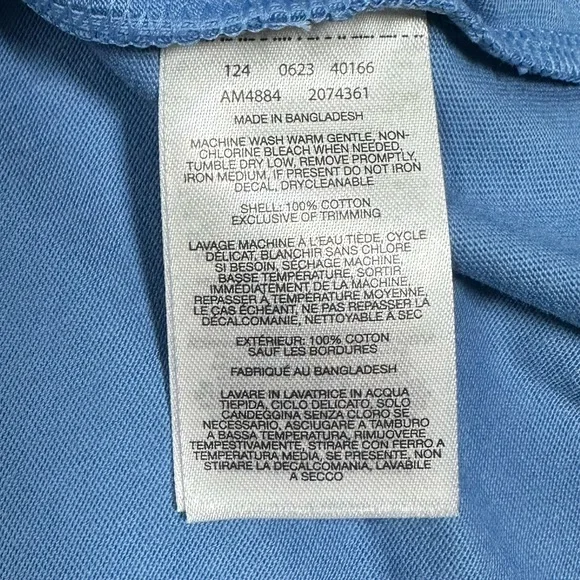 124 0623 40166
AM4884 2074361
MADE IN BANGLADESH
MACHINE WASH WARM GENTLE, NON-
CHLORINE BLEACH WHEN NEEDED,
TUMBLE DRY LOW, REMOVE PROMPTLY,
IRON MEDIUM, IF PRESENT DO NOT IRON
DECAL, DRYCLEANABLE
SHELL: 100% COTTON
EXCLUSIVE OF TRIMMING
LAVAGE MACHINE À L'EAU TIÈDE, CYCLE
DÉLICAT, BLANCHIR SANS CHLORE
SI BESOIN, SÉCHAGE MACHINE,
BASSE TEMPÉRATURE, SORTIR
IMMÉDIATEMENT DE LA MACHINE
REPASSER À TEMPÉRATURE MOYENNE,
LE CAS ÉCHÉANT, NE PAS REPASSER LA
DÉCALCOMANIE, NETTOYABLE À SEC
EXTÉRIEUR: 100% COTON
SAUF LES BORDURES
FABRIQUÉ AU BANGLADESH
LAVARE IN LAVATRICE IN ACQUA
TIEPIDA, CICLO DELICATO, SOLO
CANDEGGINA SENZA CLORO SE
NECESSARIO, ASCIUGARE A TAMBURO
A BASSA TEMPERATURA, RIMUOVERE
TEMPESTIVAMENTE, STIRARE CON FERRO A
TEMPERATURA MEDIA, SE PRESENTE, NON
STIRARE LA DECALCOMANIA, LAVABILE
A SECCO